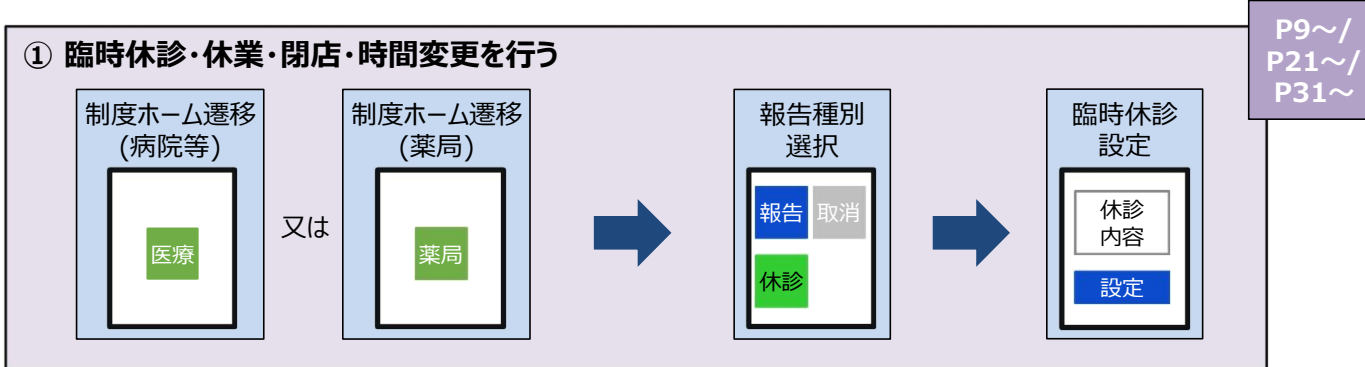 P9～/
P21～/
P31～
① 臨時休診・休業・閉店・時間変更を行う
制度ホーム遷移
(病院等)
医療
又は
制度ホーム遷移
(薬局)
薬局
報告種別
選択
報告 取消
休診
臨時休診
設定
休診
内容
設定